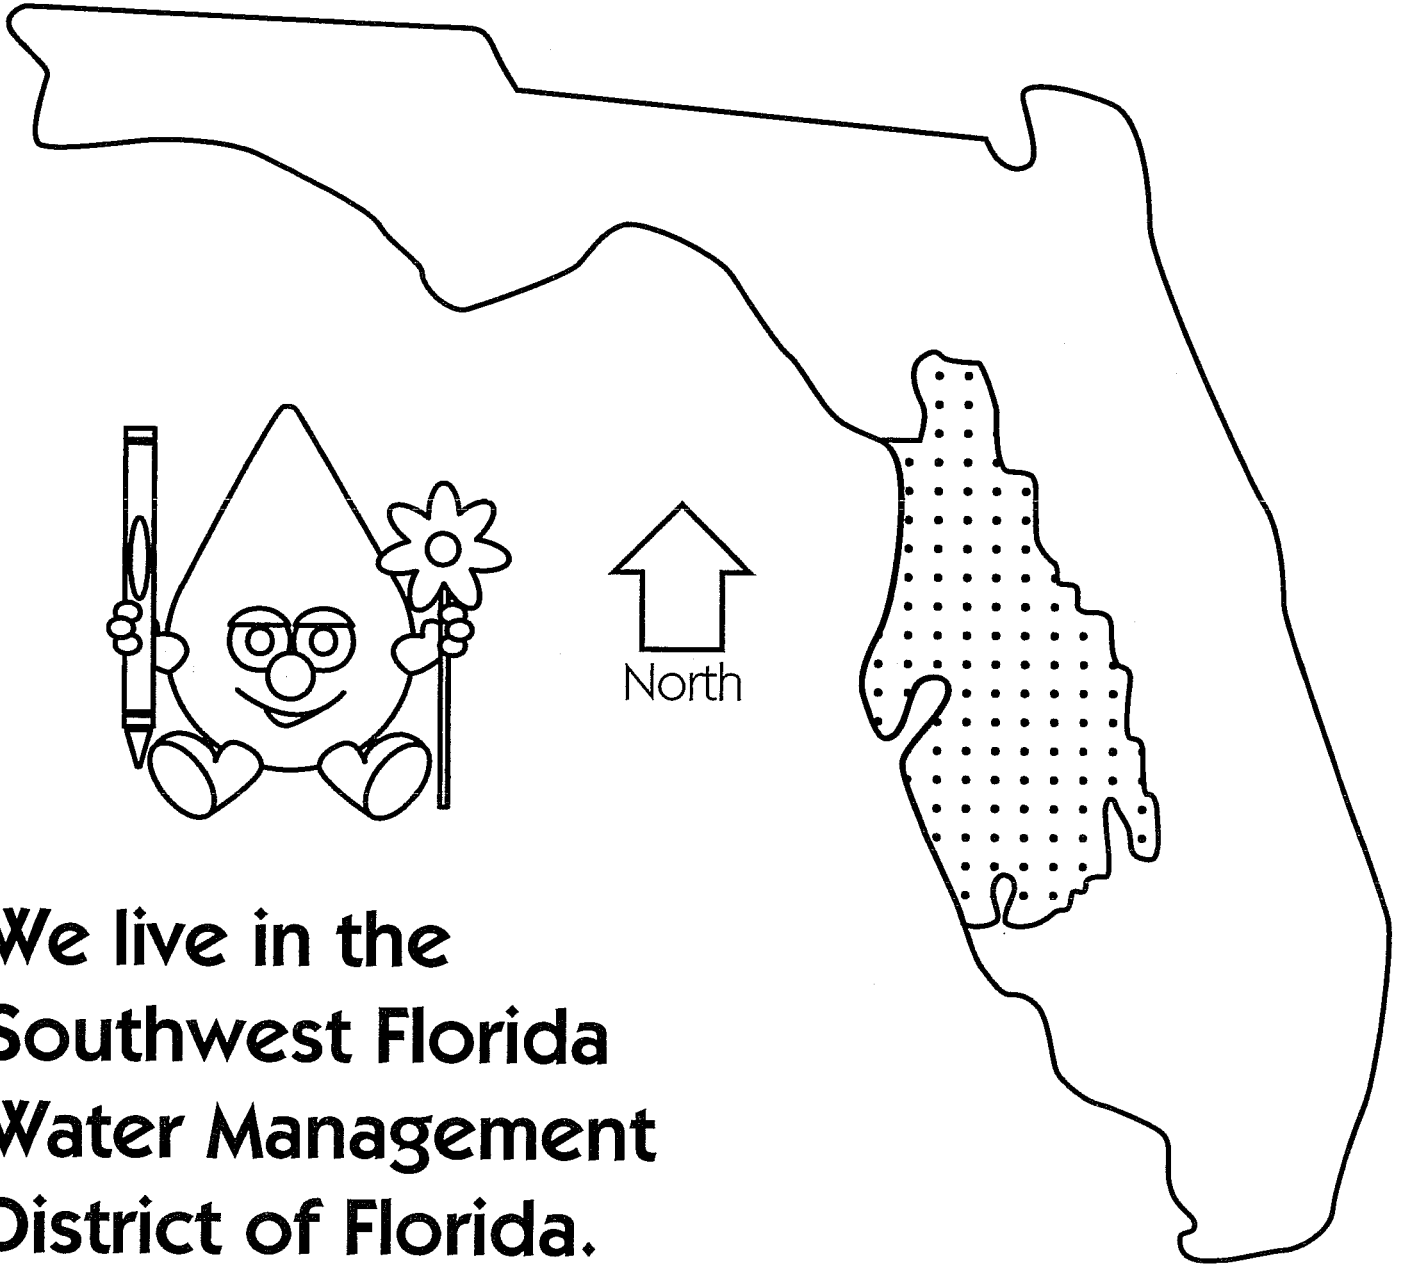 North
We live in the
Southwest Florida
Water Management
District of Florida.